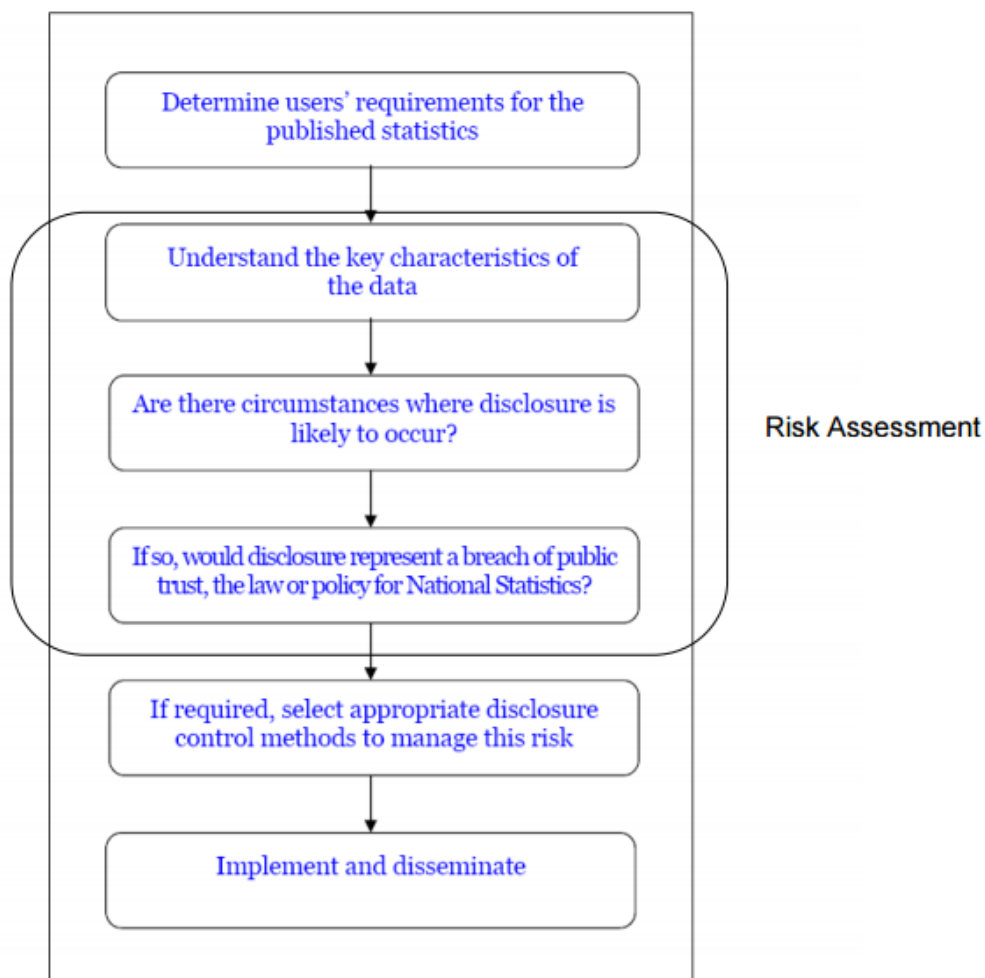 Determine users’ requirements for the
published statistics
Understand the key characteristics of
the data
Are there circumstances where disclosure is
likely to occur?
Risk Assessment
If so, would disclosure represent a breach of public
trust, the law or policy for National Statistics?
If required, select appropriate disclosure
control methods to manage this risk
Implement and disseminate